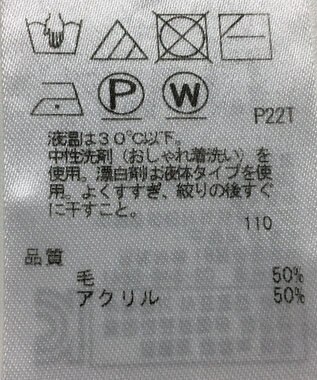 P
W
P22T
液温は30℃以下、
中性洗剤(おしゃれ着洗い)を
使用。漂白剤は液体タイプを使
用。よくすすぎ、絞りの後すぐ
に干すこと。
110
品質
毛 50%
アクリル 50%